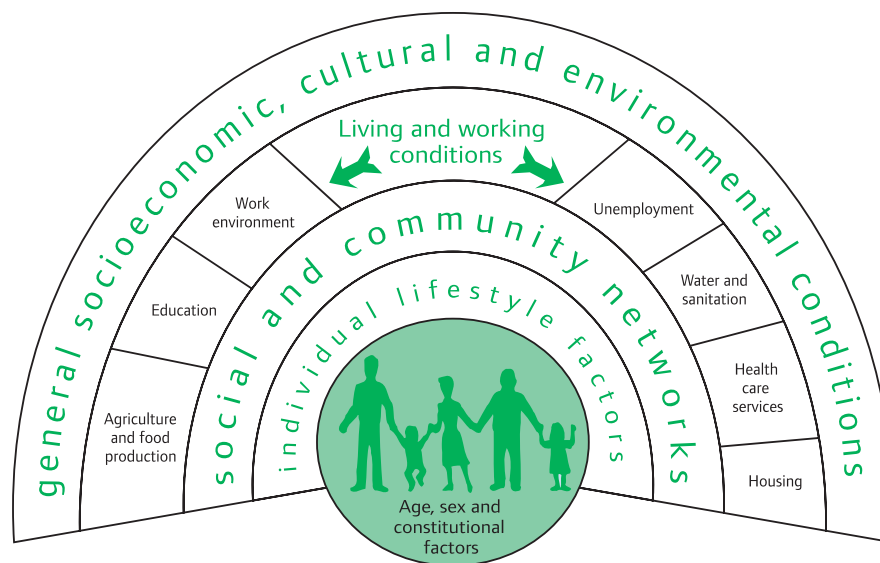 general socioeconomic, cultural and environmental conditions
Living and working
conditions
Work
environment
Education
Agriculture
and food
production
Unemployment
Water and
sanitation
Health
care
services
Housing
social and community networks
individual lifestyle factors
Age, sex and
constitutional
factors